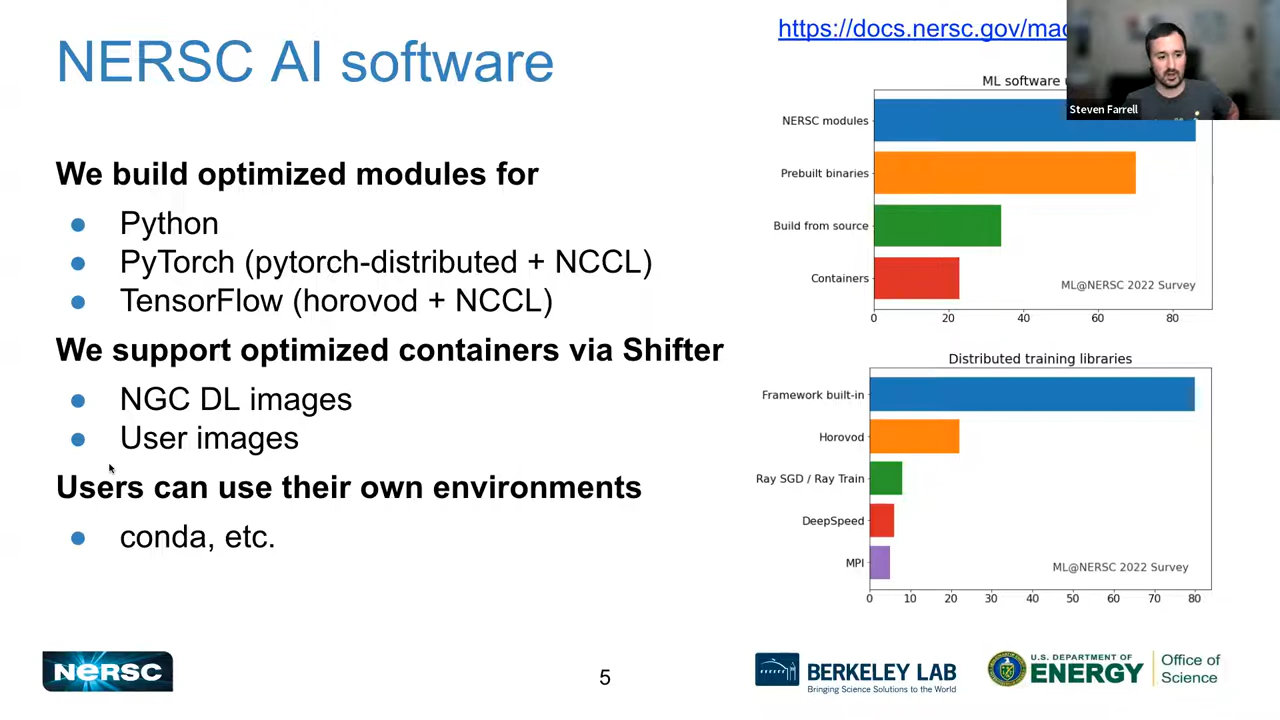 NERSC AI software
https://docs.nersc.gov/mac
We build optimized modules for
● Python
● PyTorch (pytorch-distributed + NCCL)
● TensorFlow (horovod + NCCL)
We support optimized containers via Shifter
● NGC DL images
● User images
Users can use their own environments
● conda, etc.
ML software
Steven Farrell
NERSC modules
Prebuilt binaries
Build from source
Containers
ML@NERSC 2022 Survey
0 20 40 60 80
Distributed training libraries
Framework built-in
Horovod
Ray SGD / Ray Train
DeepSpeed
MPI
ML@NERSC 2022 Survey
0 10 20 30 40 50 60 70 80
NERSC
5
BERKELEY LAB
Bringing Science Solutions to the World
U.S. DEPARTMENT OF
ENERGY
Office of
Science